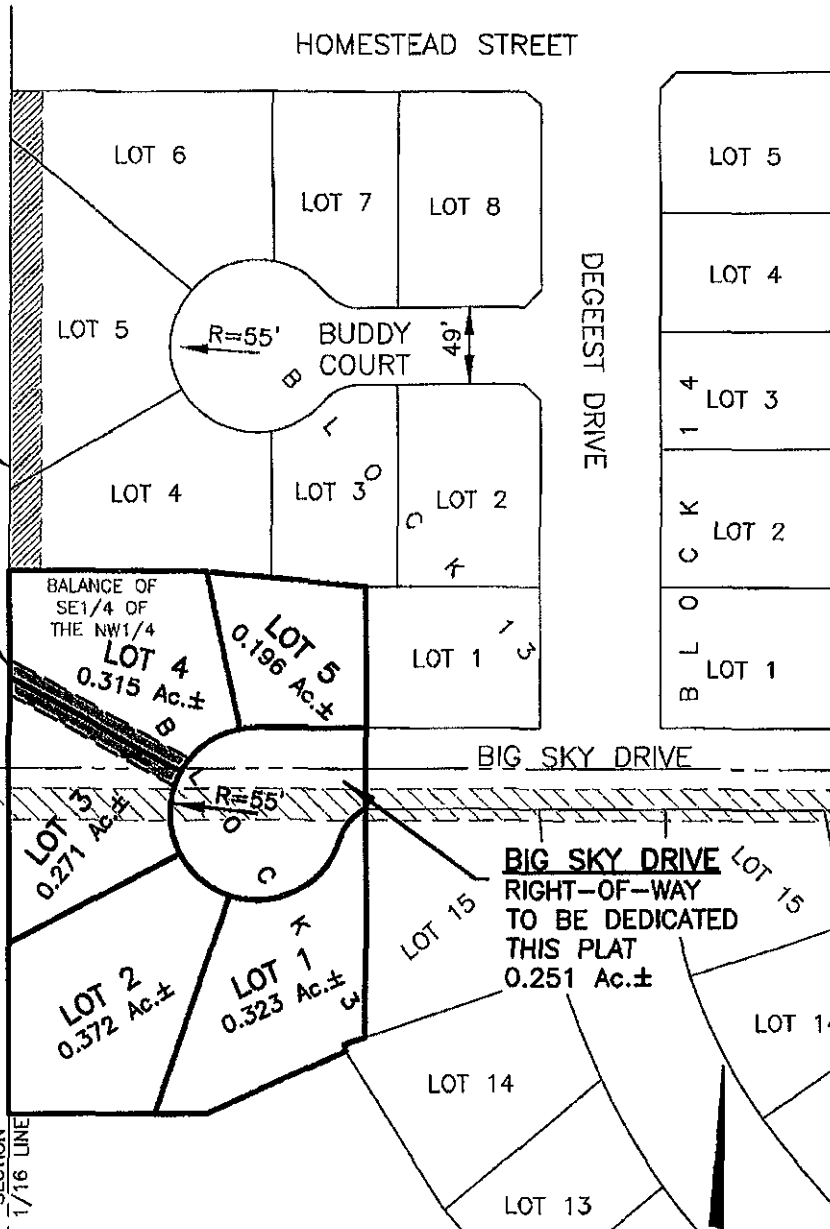 HOMESTEAD STREET
LOT 6
LOT 7
LOT 8
LOT 5
LOT 4
LOT 5
R=55'
BUDDY
COURT
49'
DEGEEST DRIVE
LOT 3
LOT 4
LOT 3
LOT 2
LOT 2
BLOCK 13
BLOCK 14
BALANCE OF
SE1/4 OF
THE NW1/4
LOT 4
0.315 Ac.±
LOT 5
0.196 Ac.±
LOT 1
LOT 1
BIG SKY DRIVE
R=55'
LOT 3
0.271 Ac.±
BLOCK 3
BIG SKY DRIVE
RIGHT-OF-WAY
TO BE DEDICATED
THIS PLAT
0.251 Ac.±
LOT 15
LOT 15
LOT 2
0.372 Ac.±
LOT 1
0.323 Ac.±
LOT 14
LOT 14
LOT 13
SECTION
1/16 LINE